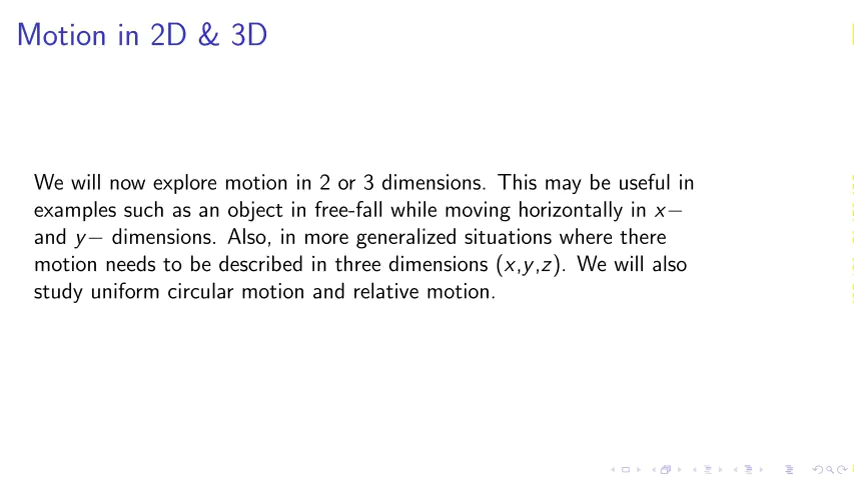 Motion in 2D & 3D
We will now explore motion in 2 or 3 dimensions. This may be useful in
examples such as an object in free-fall while moving horizontally in x−
and y− dimensions. Also, in more generalized situations where there
motion needs to be described in three dimensions (x,y,z). We will also
study uniform circular motion and relative motion.